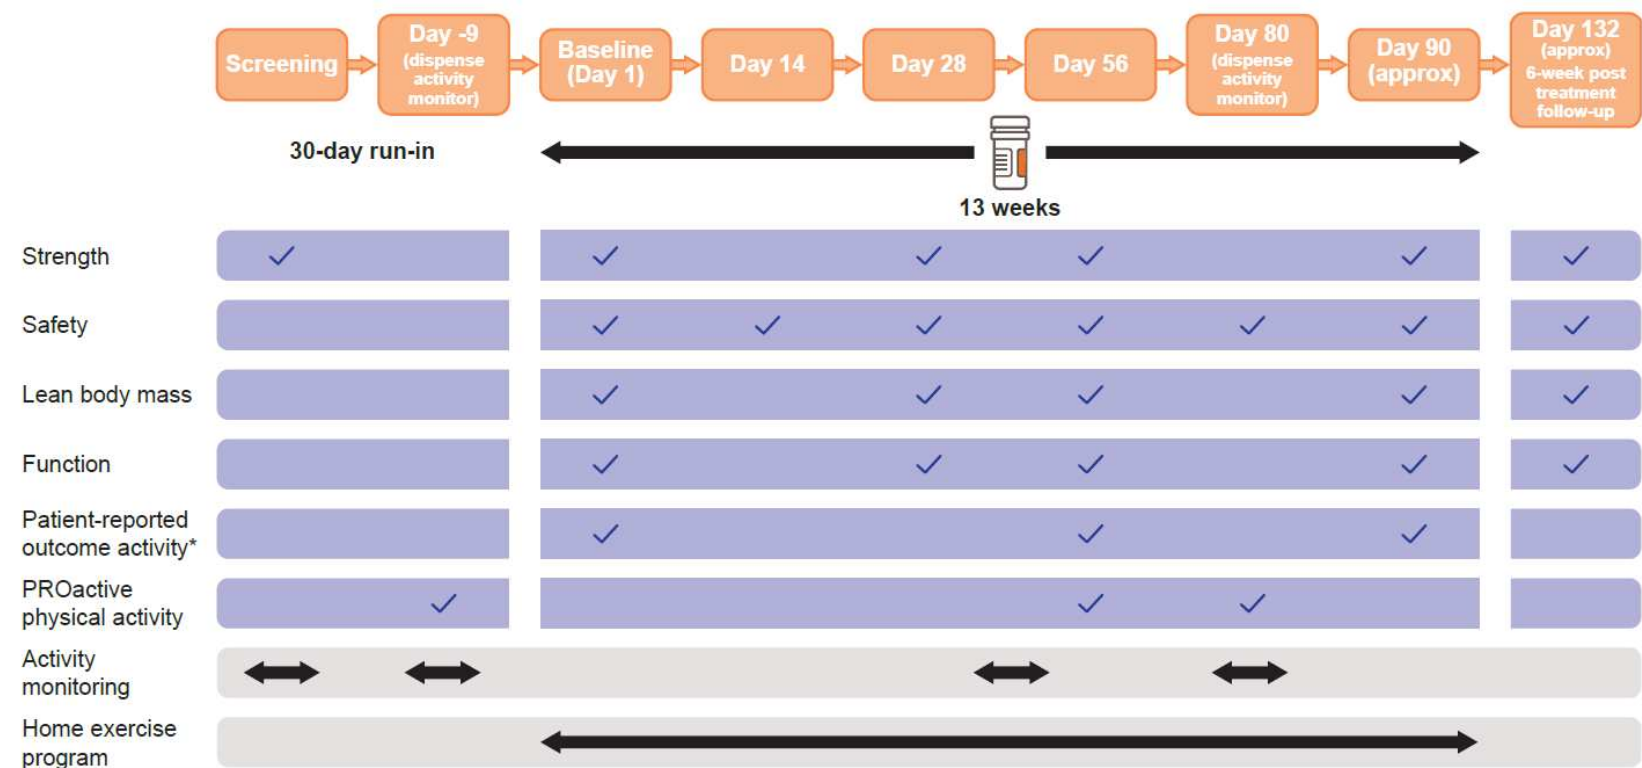 Screening
Day -9
(dispense
activity
monitor)
Baseline
(Day 1)
Day 14
Day 28
Day 56
Day 80
(dispense
activity
monitor)
Day 90
(approx)
Day 132
(approx)
6-week post
treatment
follow-up
30-day run-in
13 weeks
Strength
Safety
Lean body mass
Function
Patient-reported
outcome activity*
PROactive
physical activity
Activity
monitoring
Home exercise
program